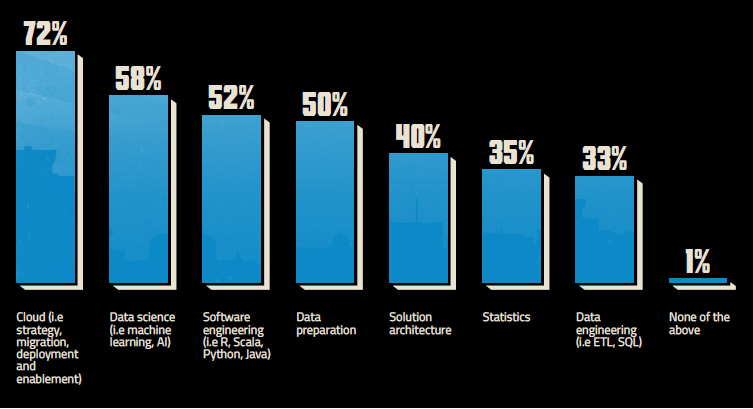 72%
58%
52%
50%
40%
35%
33%
1%
Cloud (i.e
strategy,
migration,
deployment
and
enablement)
Data science
(i.e machine
learning, AI)
Software
engineering
(i.e R, Scala,
Python, Java)
Data
preparation
Solution
architecture
Statistics
Data
engineering
(i.e ETL, SQL)
None of the
above